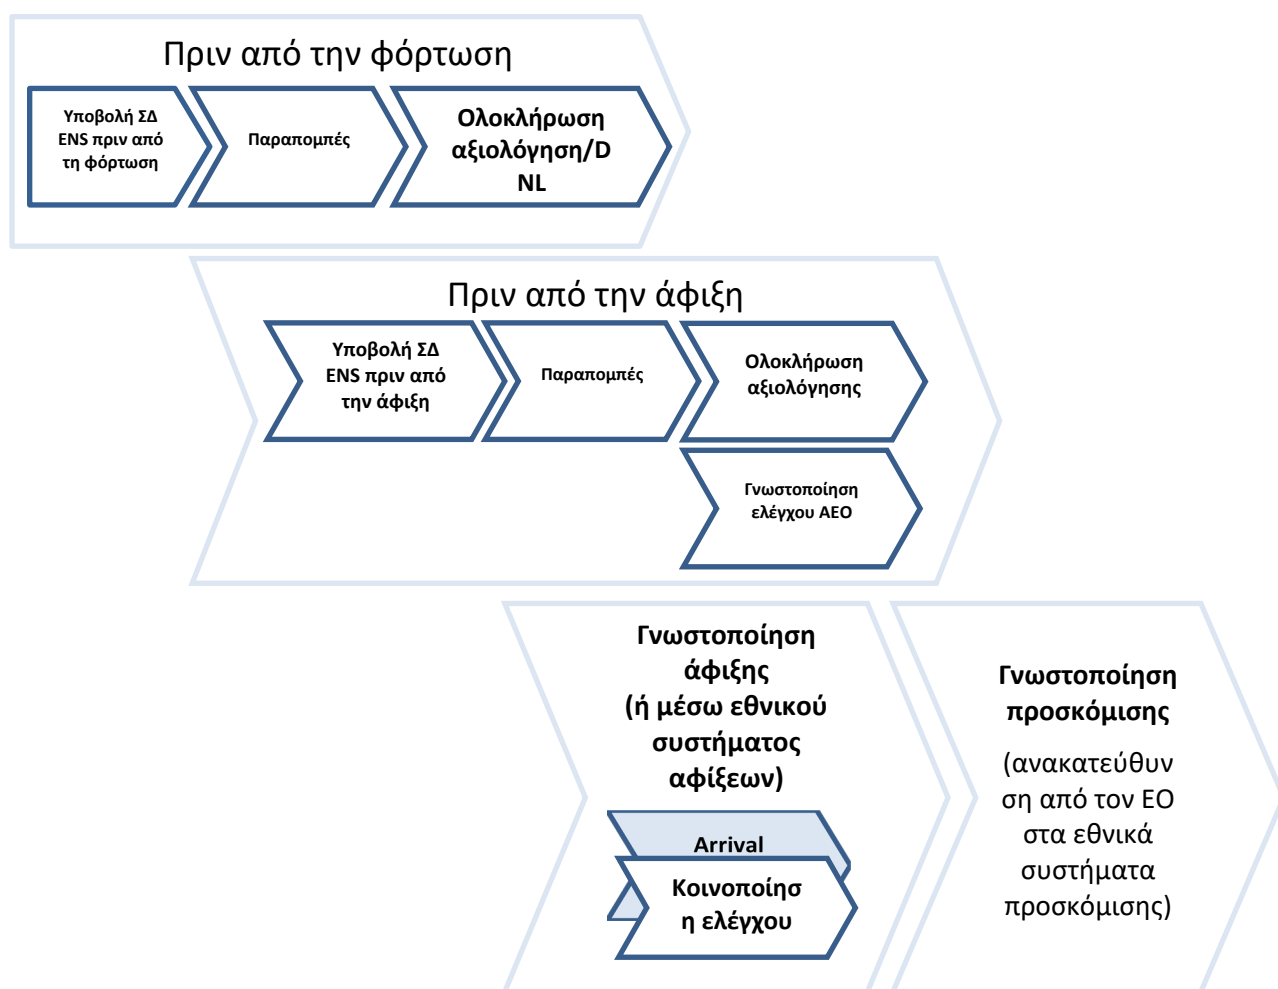 Πριν από την φόρτωση
Υποβολή ΣΔ
ENS πριν από
τη φόρτωση
Παραπομπές
Ολοκλήρωση
αξιολόγηση/D
NL
Πριν από την άφιξη
Υποβολή ΣΔ
ENS πριν από
την άφιξη
Παραπομπές
Ολοκλήρωση
αξιολόγησης
Γνωστοποίηση
ελέγχου ΑΕΟ
Γνωστοποίηση
άφιξης
(ή μέσω εθνικού
συστήματος
αφίξεων)
Arrival
Κοινοποίησ
η ελέγχου
Γνωστοποίηση
προσκόμισης
(ανακατεύθυν
ση από τον ΕΟ
στα εθνικά
συστήματα
προσκόμισης)